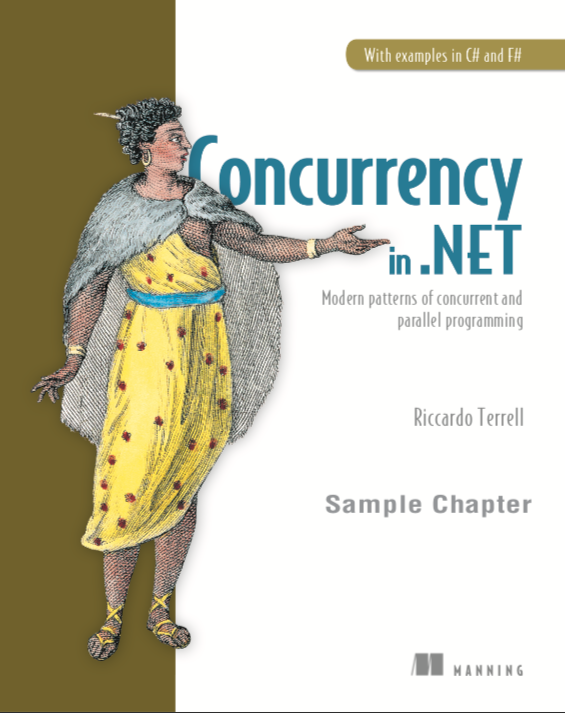 With examples in C# and F#
Concurrency
in .NET
Modern patterns of concurrent and
parallel programming
Riccardo Terrell
Sample Chapter
MANNING